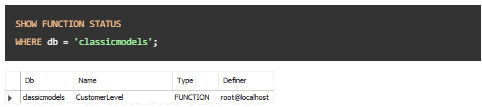 SHOW FUNCTION STATUS
WHERE db = 'classicmodels';
Db Name Type Definer
classicmodels CustomerLevel FUNCTION root@localhost